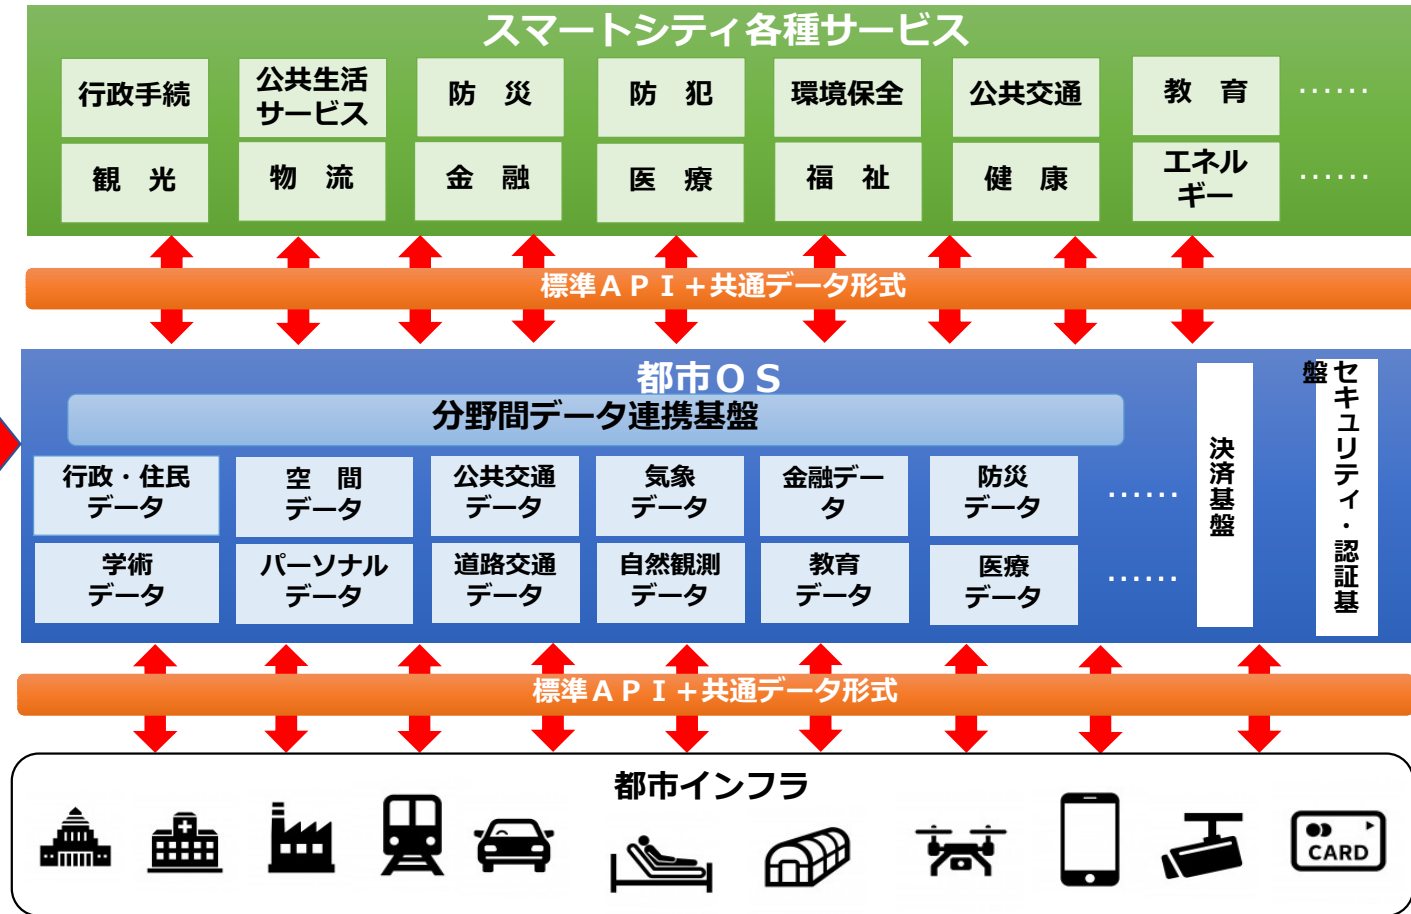 スマートシティ各種サービス
行政手続
公共生活
サービス
防　災
防　犯
環境保全
公共交通
教　育
……
観　光
物　流
金　融
医　療
福　祉
健　康
エネル
ギー
……
標準ＡＰＩ＋共通データ形式
都市ＯＳ
分野間データ連携基盤
行政・住民
データ
空　間
データ
公共交通
データ
気象
データ
金融デー
タ
防災
データ
……
学術
データ
パーソナル
データ
道路交通
データ
自然観測
データ
教育
データ
医療
データ
……
決済基盤
セキュリティ・認証基
盤
標準ＡＰＩ＋共通データ形式
都市インフラ
CARD